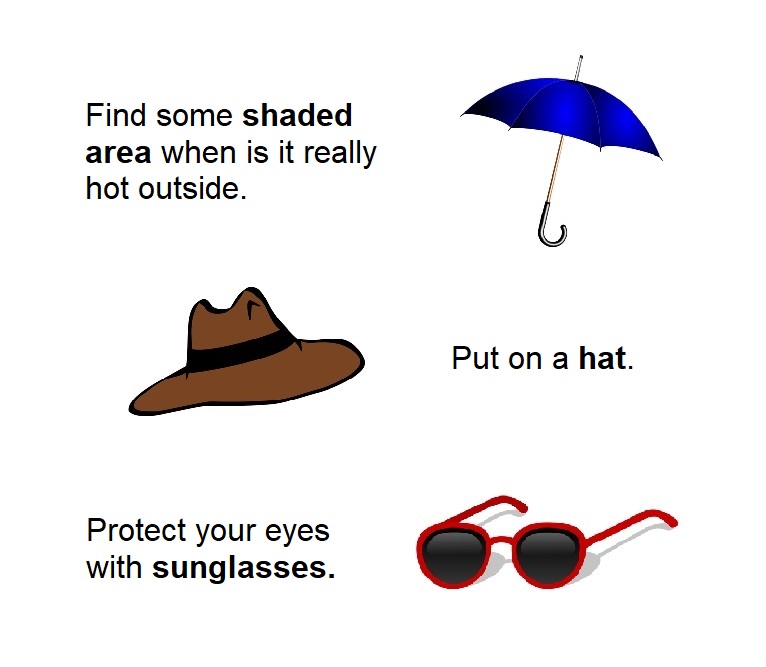 Find some shaded
area when is it really
hot outside.
Put on a hat.
Protect your eyes
with sunglasses.